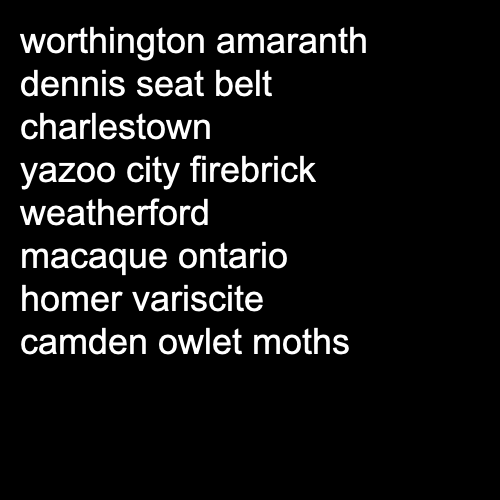 worthington amaranth
dennis seat belt
charlestown
yazoo city firebrick
weatherford
macaque ontario
homer variscite
camden owlet moths